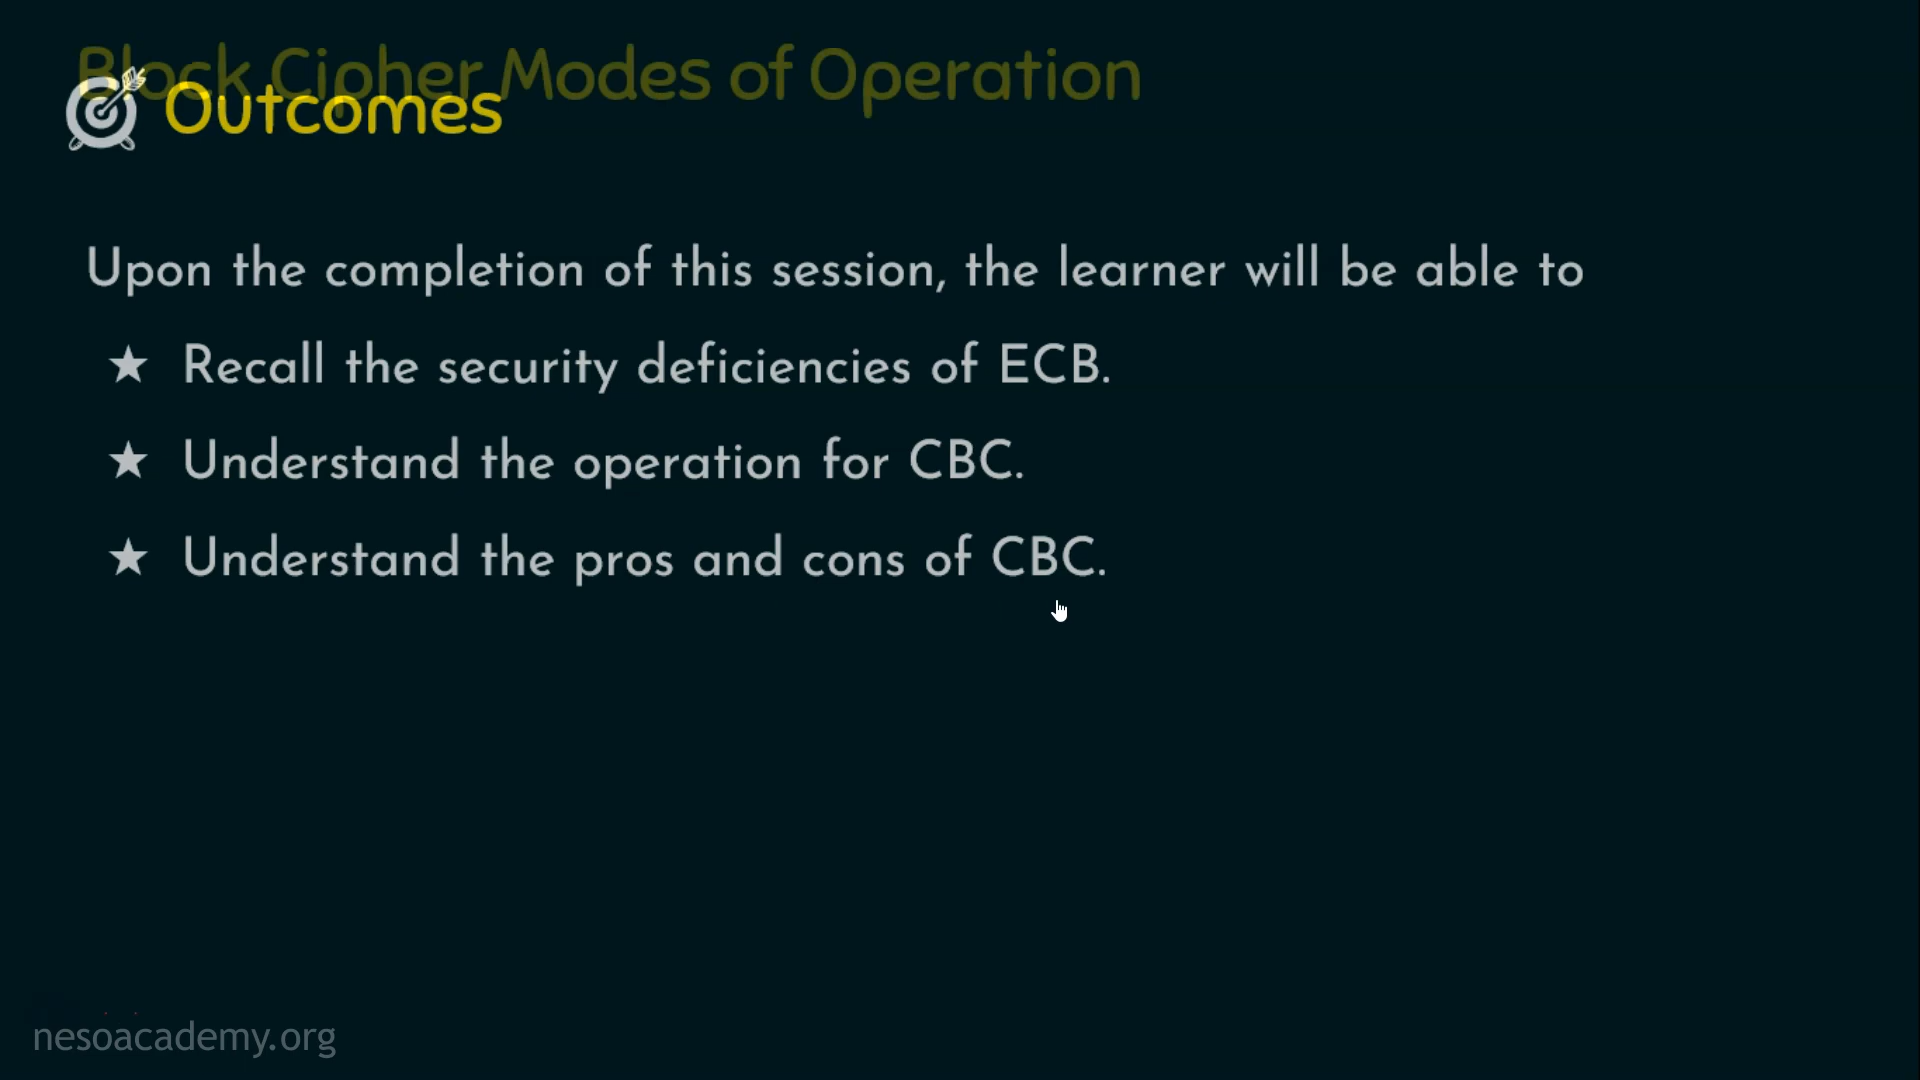 Block Cipher Modes of Operation
Outcomes
Upon the completion of this session, the learner will be able to
★ Recall the security deficiencies of ECB.
★ Understand the operation for CBC.
★ Understand the pros and cons of CBC.
nesoacademy.org